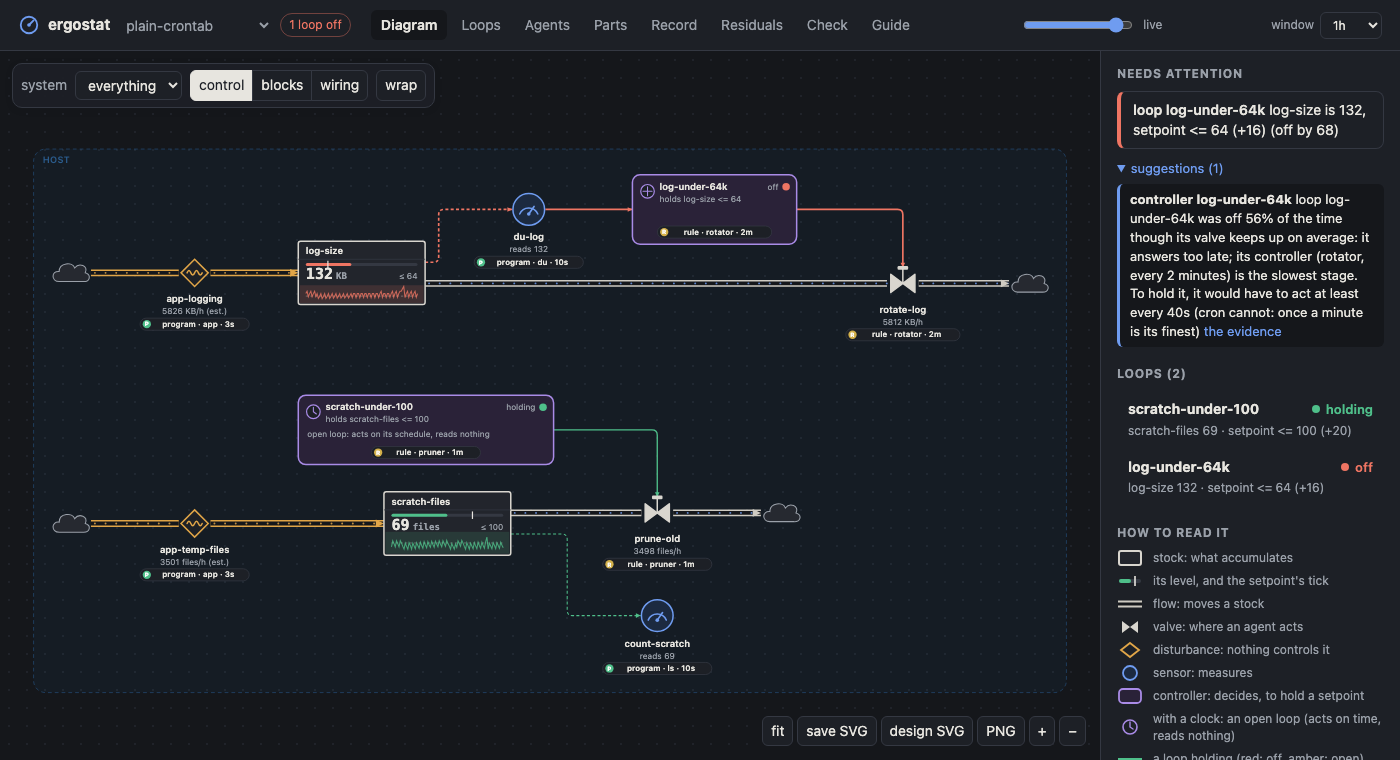 ergostat plain-crontab 1 loop off Diagram Loops Agents Parts Record Residuals Check Guide live window 1h
system everything control blocks wiring wrap
HOST
log-under-64k off
holds log-size <= 64
rule · rotator · 2m
du-log
reads 132
program · du · 10s
log-size
132 KB ≤ 64
app-logging
5826 KB/h (est.)
P program · app · 3s
rotate-log
5812 KB/h
R rule · rotator · 2m
scratch-under-100 holding
holds scratch-files <= 100
open loop: acts on its schedule, reads nothing
R rule · pruner · 1m
scratch-files
69 files ≤ 100
app-temp-files
3501 files/h (est.)
P program · app · 3s
prune-old
3498 files/h
R rule · pruner · 1m
count-scratch
reads 69
P program · ls · 10s
fit save SVG design SVG PNG + −
NEEDS ATTENTION
loop log-under-64k log-size is 132,
setpoint <= 64 (+16) (off by 68)
▼ suggestions (1)
controller log-under-64k loop log-
under-64k was off 56% of the time
though its valve keeps up on average: it
answers too late; its controller (rotator,
every 2 minutes) is the slowest stage.
To hold it, it would have to act at least
every 40s (cron cannot: once a minute
is its finest) the evidence
LOOPS (2)
scratch-under-100 holding
scratch-files 69 · setpoint <= 100 (+20)
log-under-64k off
log-size 132 · setpoint <= 64 (+16)
HOW TO READ IT
stock: what accumulates
its level, and the setpoint's tick
flow: moves a stock
valve: where an agent acts
disturbance: nothing controls it
sensor: measures
controller: decides, to hold a setpoint
with a clock: an open loop (acts on time,
reads nothing)
a loop holding (red: off, amber: open)